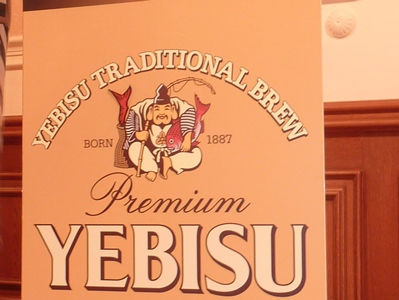 YEBISU TRADITIONAL BREW
BORN 1887
Premium
YEBISU